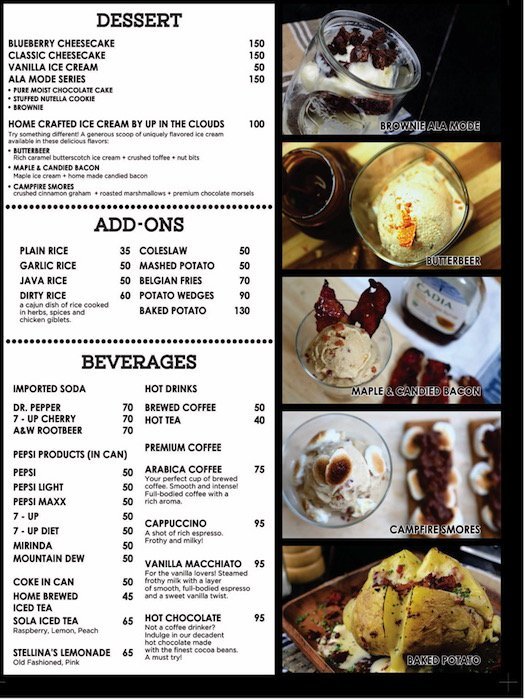 DESSERT
BLUEBERRY CHEESECAKE 150
CLASSIC CHEESECAKE 150
VANILLA ICE CREAM 50
ALA MODE SERIES 150
• PURE MOIST CHOCOLATE CAKE
• STUFFED NUTELLA COOKIE
• BROWNIE
HOME CRAFTED ICE CREAM BY UP IN THE CLOUDS 100
Try something different! A generous scoop of uniquely flavored ice cream
available in these delicious flavors:
• BUTTERBEER
Rich caramel butterscotch ice cream + crushed toffee + nut bits
• MAPLE & CANDIED BACON
Maple ice cream + home made candied bacon
• CAMPFIRE SMORES
crushed cinnamon graham + roasted marshmallows + premium chocolate morsels
ADD-ONS
PLAIN RICE 35
GARLIC RICE 50
JAVA RICE 50
DIRTY RICE 60
a cajun dish of rice cooked
in herbs, spices and
chicken giblets.
COLESLAW 50
MASHED POTATO 50
BELGIAN FRIES 70
POTATO WEDGES 90
BAKED POTATO 130
BEVERAGES
IMPORTED SODA
DR. PEPPER 70
7 - UP CHERRY 70
A&W ROOTBEER 70
PEPSI PRODUCTS (IN CAN)
PEPSI 50
PEPSI LIGHT 50
PEPSI MAXX 50
7 - UP 50
7 - UP DIET 50
MIRINDA 50
MOUNTAIN DEW 50
COKE IN CAN 50
HOME BREWED 45
ICED TEA
SOLA ICED TEA 65
Raspberry, Lemon, Peach
STELLINA'S LEMONADE 65
Old Fashioned, Pink
HOT DRINKS
BREWED COFFEE 50
HOT TEA 40
PREMIUM COFFEE
ARABICA COFFEE 75
Your perfect cup of brewed
coffee. Smooth and intense!
Full-bodied coffee with a
rich aroma.
CAPPUCCINO 95
A shot of rich espresso.
Frothy and milky!
VANILLA MACCHIATO 95
For the vanilla lovers! Steamed
frothy milk with a layer
of smooth, full-bodied espresso
and a sweet vanilla twist.
HOT CHOCOLATE 95
Not a coffee drinker?
Indulge in our decadent
hot chocolate made
with the finest cocoa beans.
A must try!
BROWNIE ALA MODE
BUTTERBEER
CADIA
MAPLE & CANDIED BACON
CAMPFIRE SMORES
BAKED POTATO